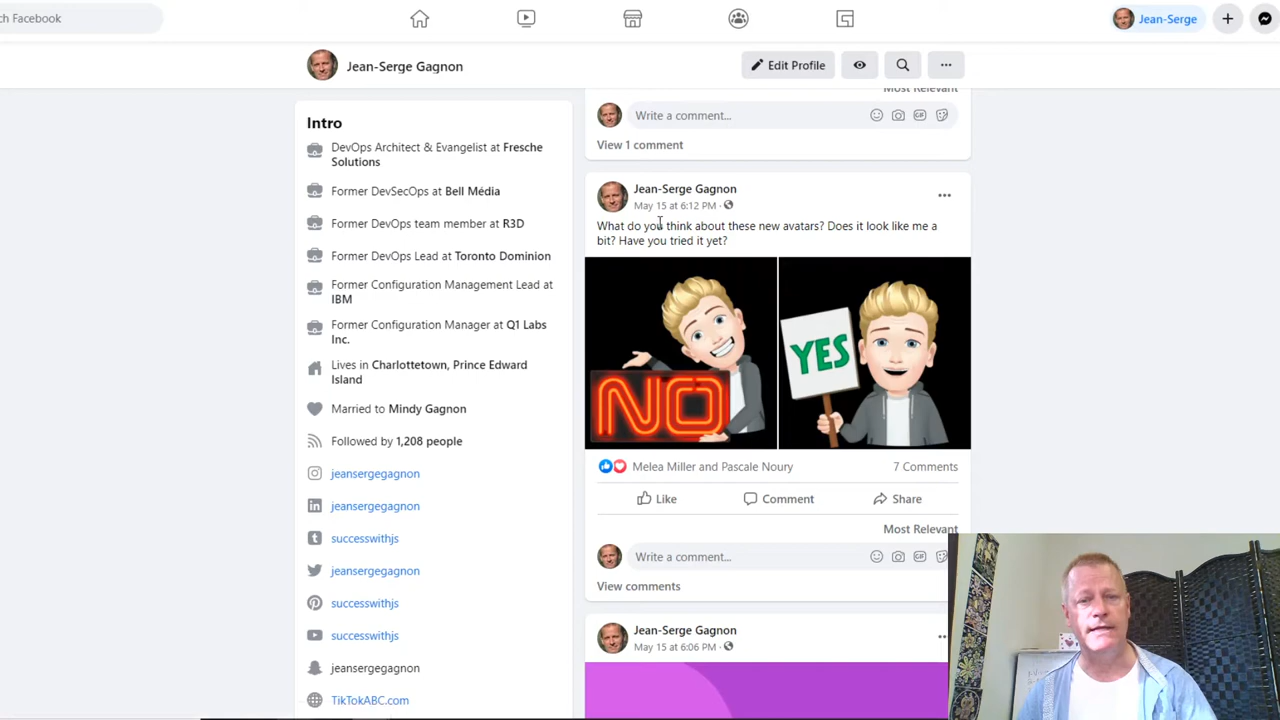 ch Facebook
Jean-Serge
Jean-Serge Gagnon
Edit Profile
Intro
DevOps Architect & Evangelist at Fresche
Solutions
Former DevSecOps at Bell Média
Former DevOps team member at R3D
Former DevOps Lead at Toronto Dominion
Former Configuration Management Lead at
IBM
Former Configuration Manager at Q1 Labs
Inc.
Lives in Charlottetown, Prince Edward
Island
Married to Mindy Gagnon
Followed by 1,208 people
jeansergegagnon
jeansergegagnon
successwithjs
jeansergegagnon
successwithjs
successwithjs
jeansergegagnon
TikTokABC.com
Most Relevant
Write a comment...
GIF
View 1 comment
Jean-Serge Gagnon
May 15 at 6:12 PM ·
What do you think about these new avatars? Does it look like me a
bit? Have you tried it yet?
NO
YES
Melea Miller and Pascale Noury
7 Comments
Like
Comment
Share
Most Relevant
Write a comment...
GIF
View comments
Jean-Serge Gagnon
May 15 at 6:06 PM ·